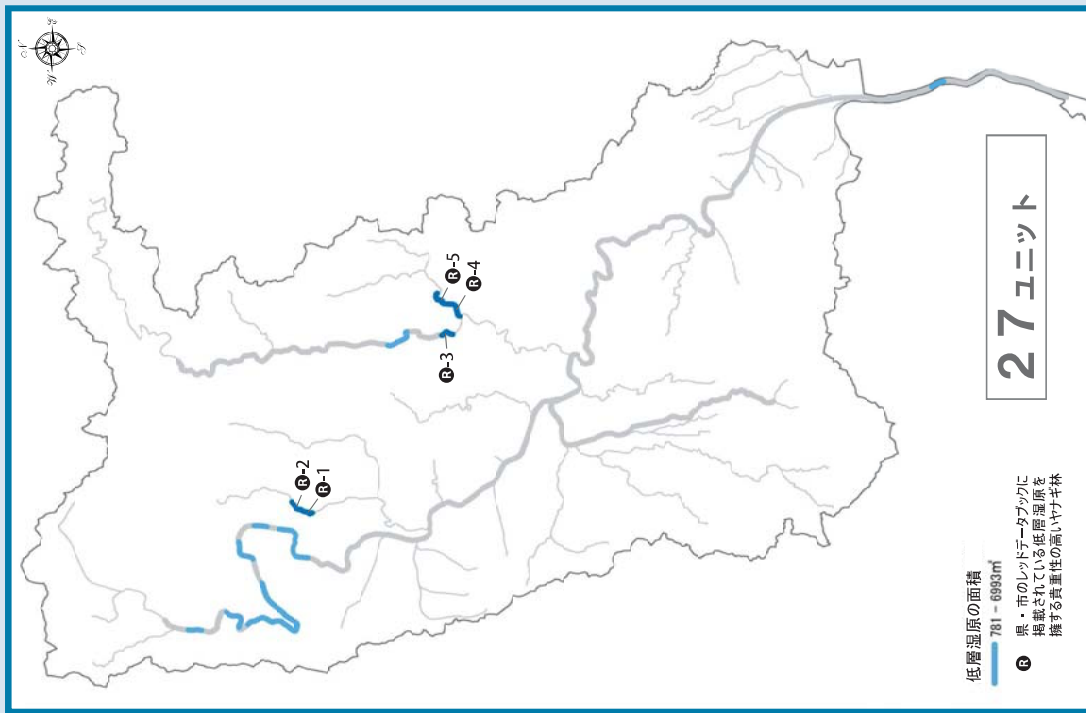 R-5
R-4
R-3
R-2
R-1
27ユニット
低層湿原の面積
781 - 6993㎡
R 県・市のレッドデータブックに
掲載されている低層湿原を
擁する貴重性の高いヤナギ林